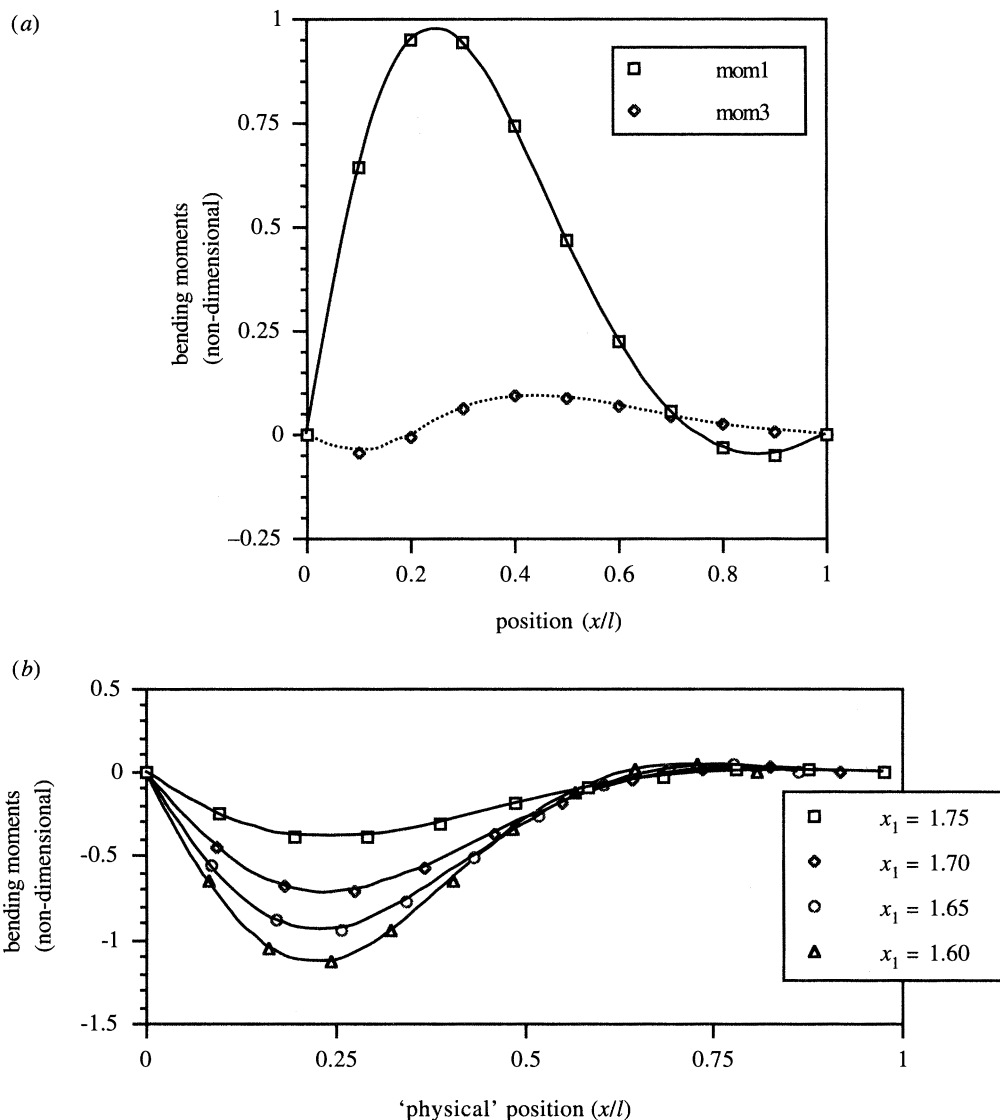 (a)
1
0.75
0.5
0.25
0
–0.25
bending moments
(non-dimensional)
mom1
mom3
0
0.2
0.4
0.6
0.8
1
position (x/l)
(b)
0.5
0
-0.5
-1
-1.5
bending moments
(non-dimensional)
x1 = 1.75
x1 = 1.70
x1 = 1.65
x1 = 1.60
0
0.25
0.5
0.75
1
‘physical’ position (x/l)